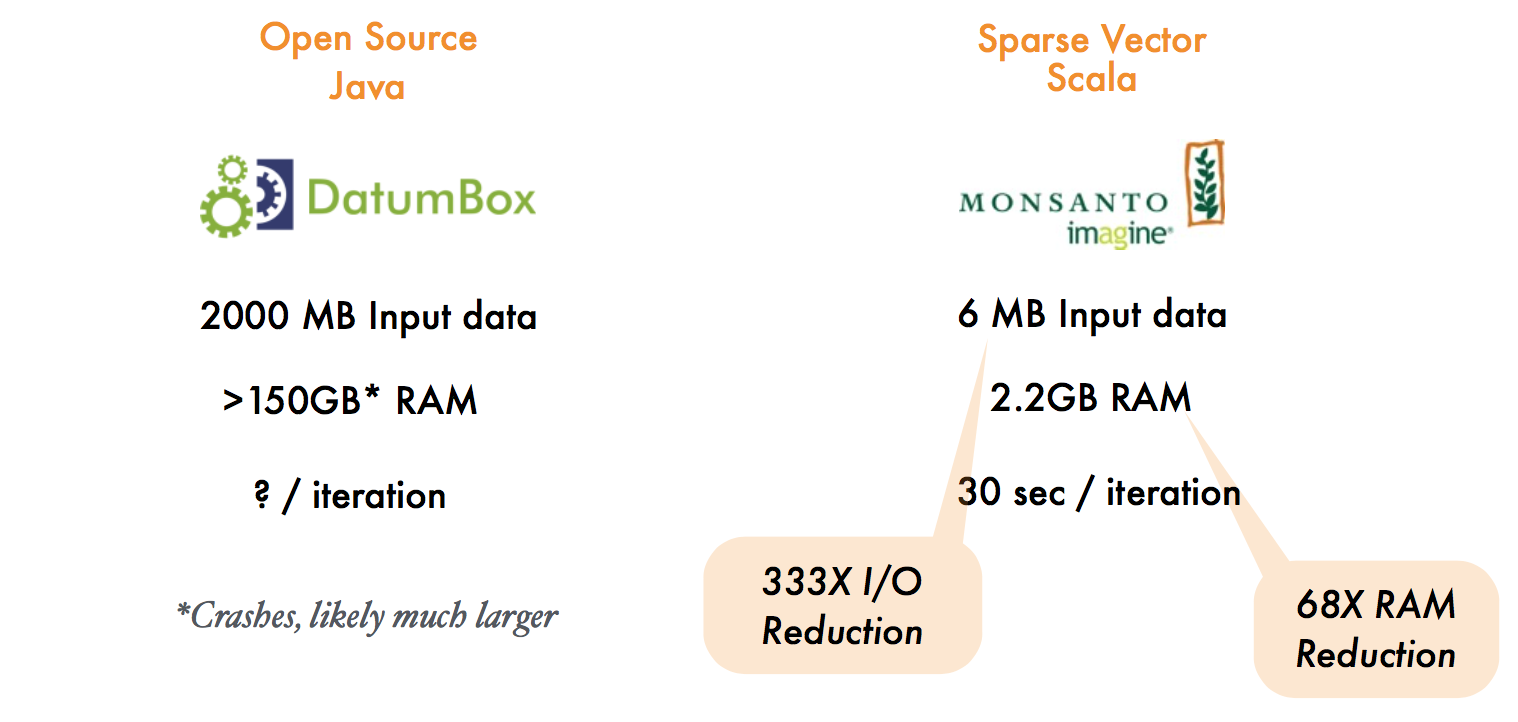 Open Source
Java
DatumBox
2000 MB Input data
>150GB* RAM
? / iteration
*Crashes, likely much larger
Sparse Vector
Scala
MONSANTO
imagine®
6 MB Input data
2.2GB RAM
30 sec / iteration
333X I/O
Reduction
68X RAM
Reduction